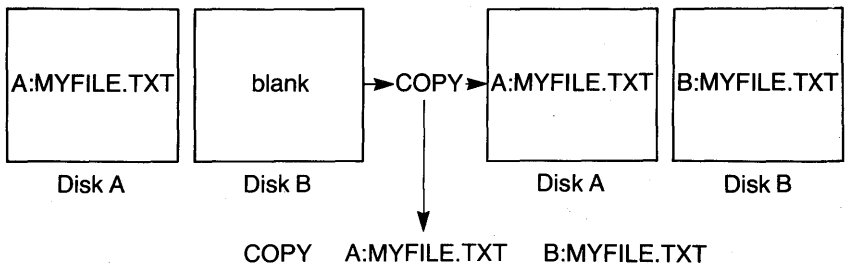 A:MYFILE.TXT blank COPY A:MYFILE.TXT B:MYFILE.TXT
Disk A Disk B Disk A Disk B
COPY A:MYFILE.TXT B:MYFILE.TXT